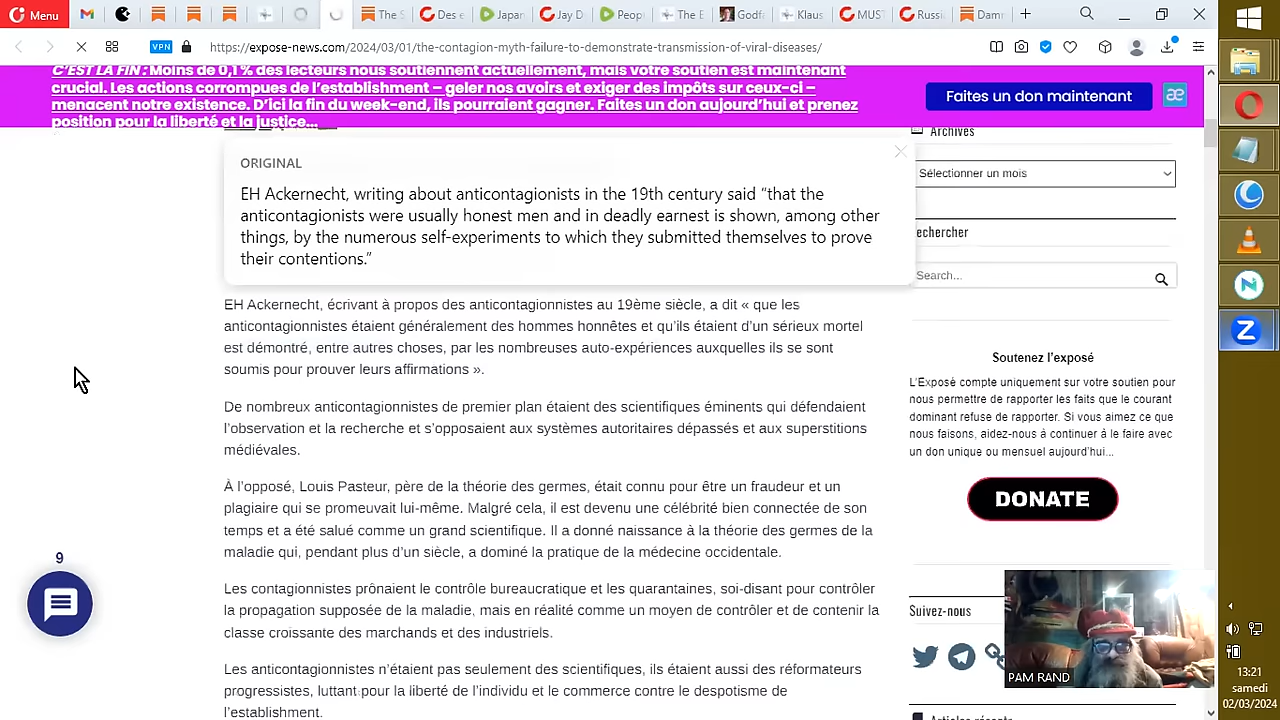 Menu
The S
Des e
Japan
Jay D
Peop
The E
Godf
Klaus
MUS
Russi
Damn
VPN
https://expose-news.com/2024/03/01/the-contagion-myth-failure-to-demonstrate-transmission-of-viral-diseases/
C'EST LA FIN : Moins de 0,1 % des lecteurs nous soutiennent actuellement, mais votre soutien est maintenant
crucial. Les actions corrompues de l'establishment – geler nos avoirs et exiger des impôts sur ceux-ci –
menacent notre existence. D'ici la fin du week-end, ils pourraient gagner. Faites un don aujourd'hui et prenez
position pour la liberté et la justice...
Faites un don maintenant
æ
ORIGINAL
EH Ackernecht, writing about anticontagionists in the 19th century said “that the
anticontagionists were usually honest men and in deadly earnest is shown, among other
things, by the numerous self-experiments to which they submitted themselves to prove
their contentions.”
EH Ackernecht, écrivant à propos des anticontagionnistes au 19ème siècle, a dit « que les
anticontagionnistes étaient généralement des hommes honnêtes et qu'ils étaient d'un sérieux mortel
est démontré, entre autres choses, par les nombreuses auto-expériences auxquelles ils se sont
soumis pour prouver leurs affirmations ».
De nombreux anticontagionnistes de premier plan étaient des scientifiques éminents qui défendaient
l'observation et la recherche et s'opposaient aux systèmes autoritaires dépassés et aux superstitions
médiévales.
À l'opposé, Louis Pasteur, père de la théorie des germes, était connu pour être un fraudeur et un
plagiaire qui se promeuvait lui-même. Malgré cela, il est devenu une célébrité bien connectée de son
temps et a été salué comme un grand scientifique. Il a donné naissance à la théorie des germes de la
maladie qui, pendant plus d'un siècle, a dominé la pratique de la médecine occidentale.
Les contagionnistes prônaient le contrôle bureaucratique et les quarantaines, soi-disant pour contrôler
la propagation supposée de la maladie, mais en réalité comme un moyen de contrôler et de contenir la
classe croissante des marchands et des industriels.
Les anticontagionnistes n'étaient pas seulement des scientifiques, ils étaient aussi des réformateurs
progressistes, luttant pour la liberté de l'individu et le commerce contre le despotisme de
l'establishment.
Archives
Sélectionner un mois
echercher
Search...
Soutenez l'exposé
L'Exposé compte uniquement sur votre soutien pour
nous permettre de rapporter les faits que le courant
dominant refuse de rapporter. Si vous aimez ce que
nous faisons, aidez-nous à continuer à le faire avec
un don unique ou mensuel aujourd'hui...
DONATE
Suivez-nous
9
PAM RAND
13:21
samedi
02/03/2024